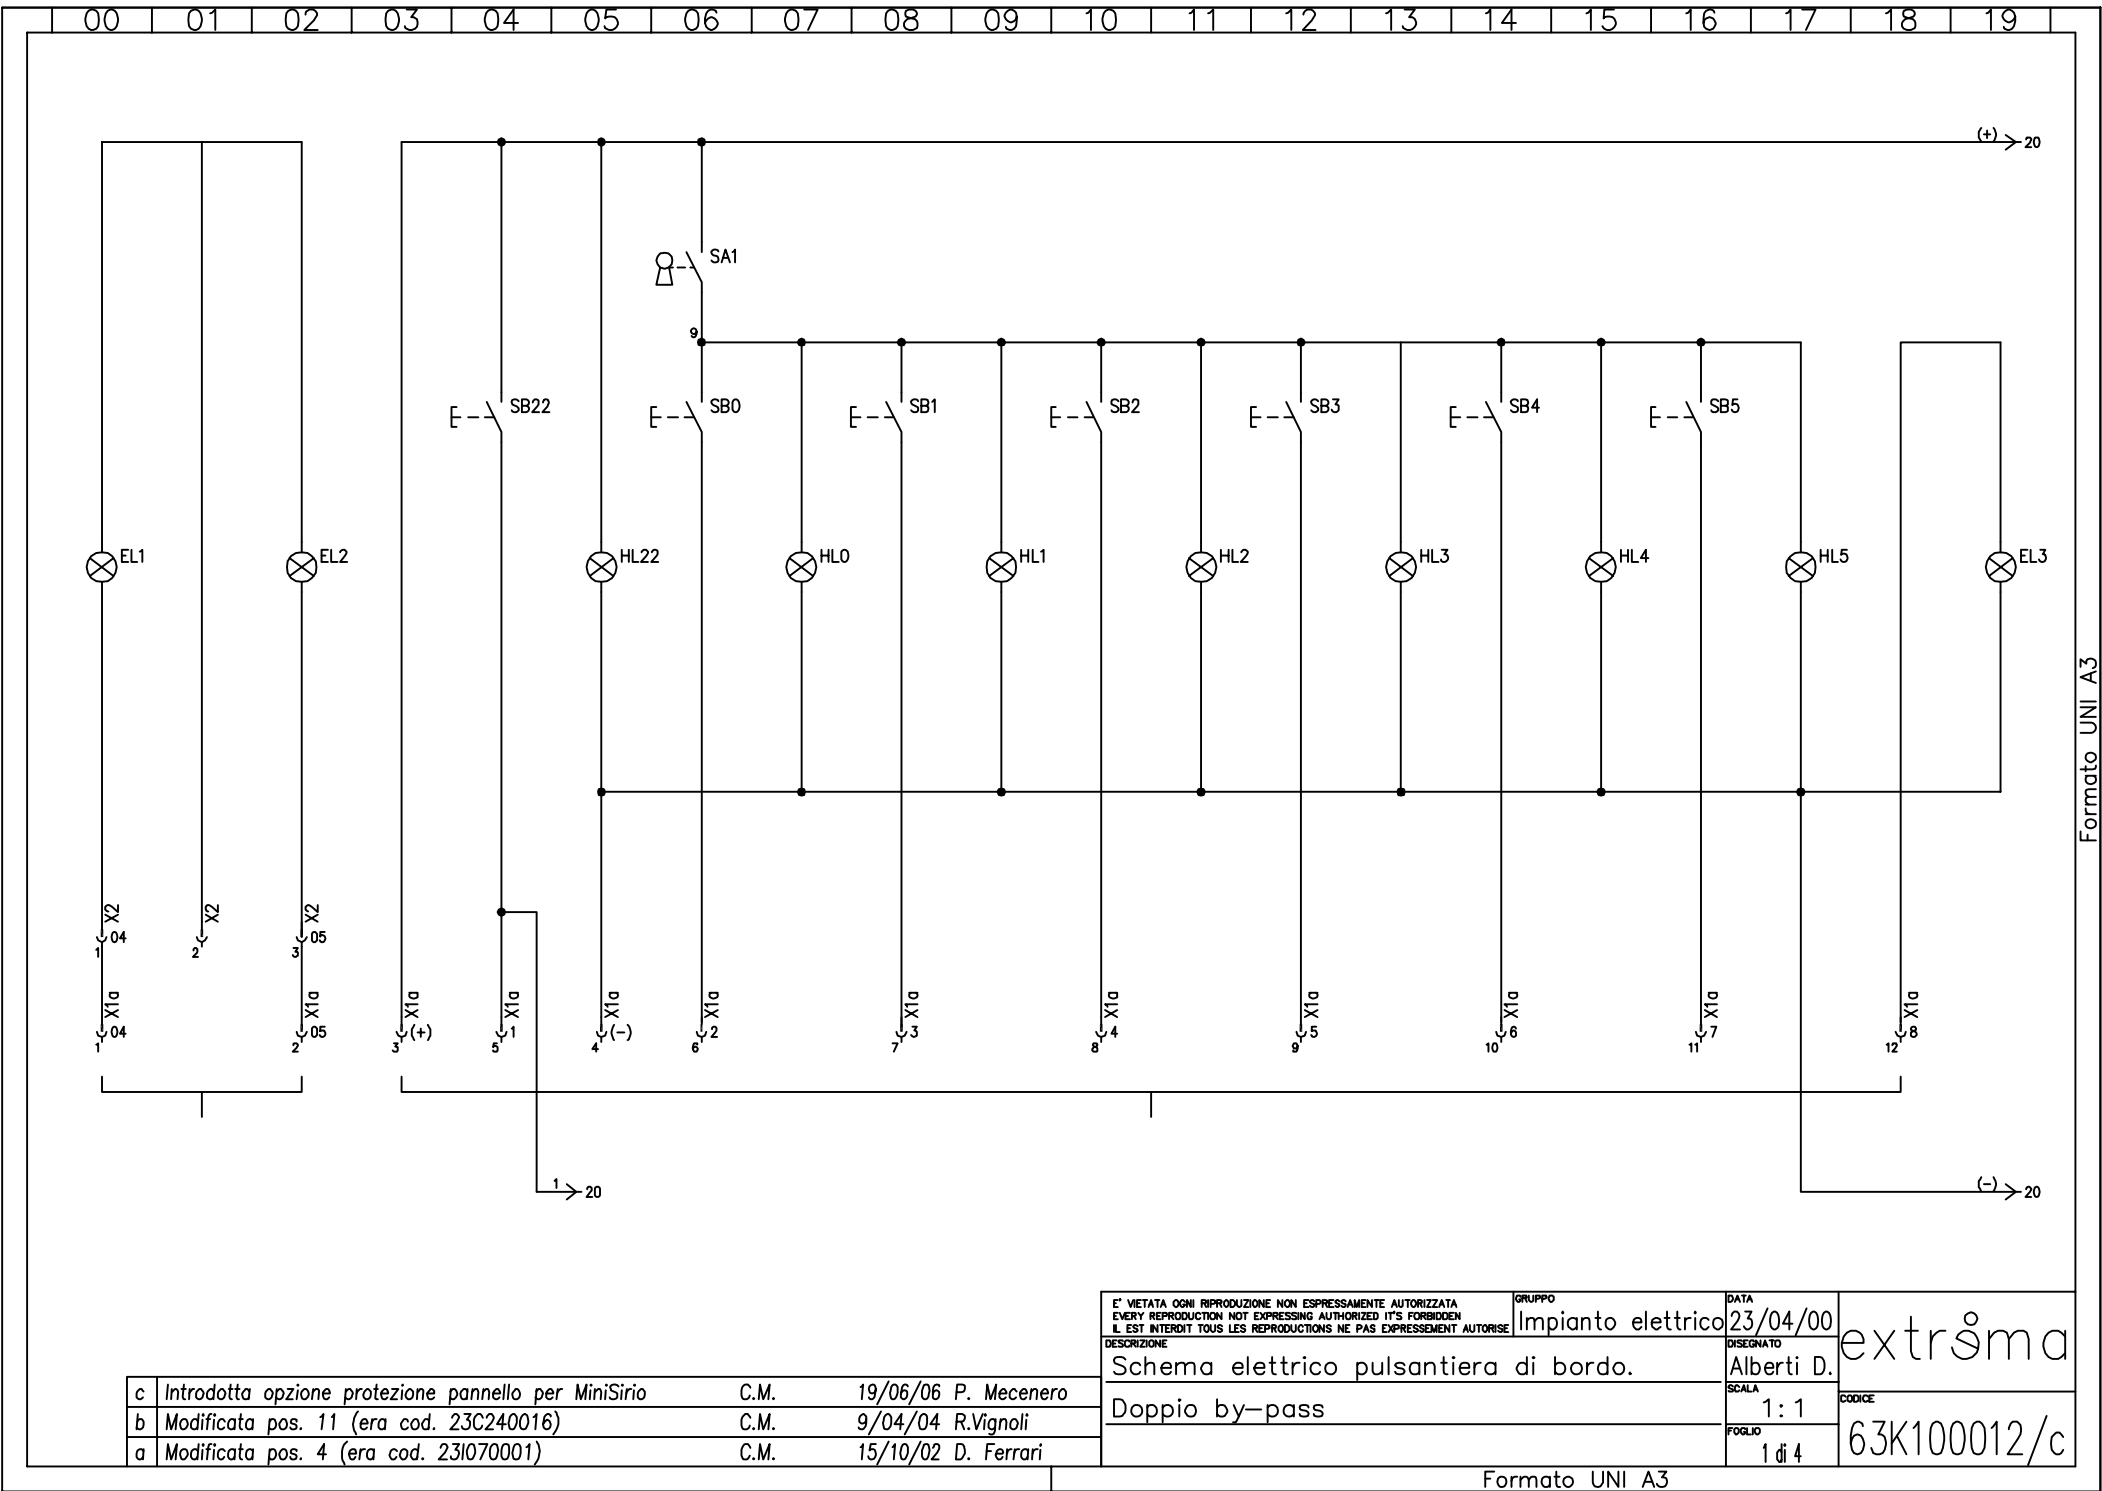 00 01 02 03 04 05 06 07 08 09 10 11 12 13 14 15 16 17 18 19
(+) 20
SA1
9
SB22 SB0 SB1 SB2 SB3 SB4 SB5
EL1 EL2 HL22 HL0 HL1 HL2 HL3 HL4 HL5 EL3
Formato UNI A3
X2 X2 X2
04 05
1 2 3
X1a X1a X1a X1a X1a X1a X1a X1a X1a X1a X1a X1a
04 05 (+) 1 (-) 2 3 4 5 6 7 8
1 2 3 5 4 6 7 8 9 10 11 12
1 20
(-) 20
E' VIETATA OGNI RIPRODUZIONE NON ESPRESSAMENTE AUTORIZZATA
EVERY REPRODUCTION NOT EXPRESSING AUTHORIZED IT'S FORBIDDEN
IL EST INTERDIT TOUS LES REPRODUCTIONS NE PAS EXPRESSEMENT AUTORISE
GRUPPO
Impianto elettrico
DATA
23/04/00
extrema
DESCRIZIONE
Schema elettrico pulsantiera di bordo.
Doppio by-pass
DISEGNATO
Alberti D.
SCALA
1:1
FOGLIO
1 di 4
CODICE
63K100012/c
c Introdotta opzione protezione pannello per MiniSirio C.M. 19/06/06 P. Mecenero
b Modificata pos. 11 (era cod. 23C240016) C.M. 9/04/04 R.Vignoli
a Modificata pos. 4 (era cod. 23I070001) C.M. 15/10/02 D. Ferrari
Formato UNI A3